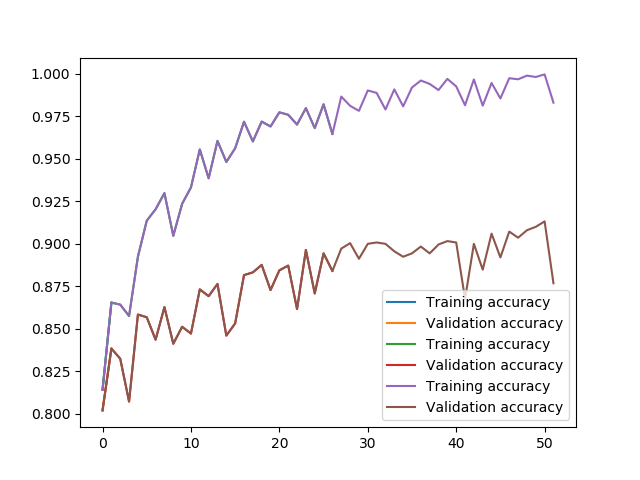 1.000
0.975
0.950
0.925
0.900
0.875
0.850
0.825
0.800
Training accuracy
Validation accuracy
Training accuracy
Validation accuracy
Training accuracy
Validation accuracy
0 10 20 30 40 50